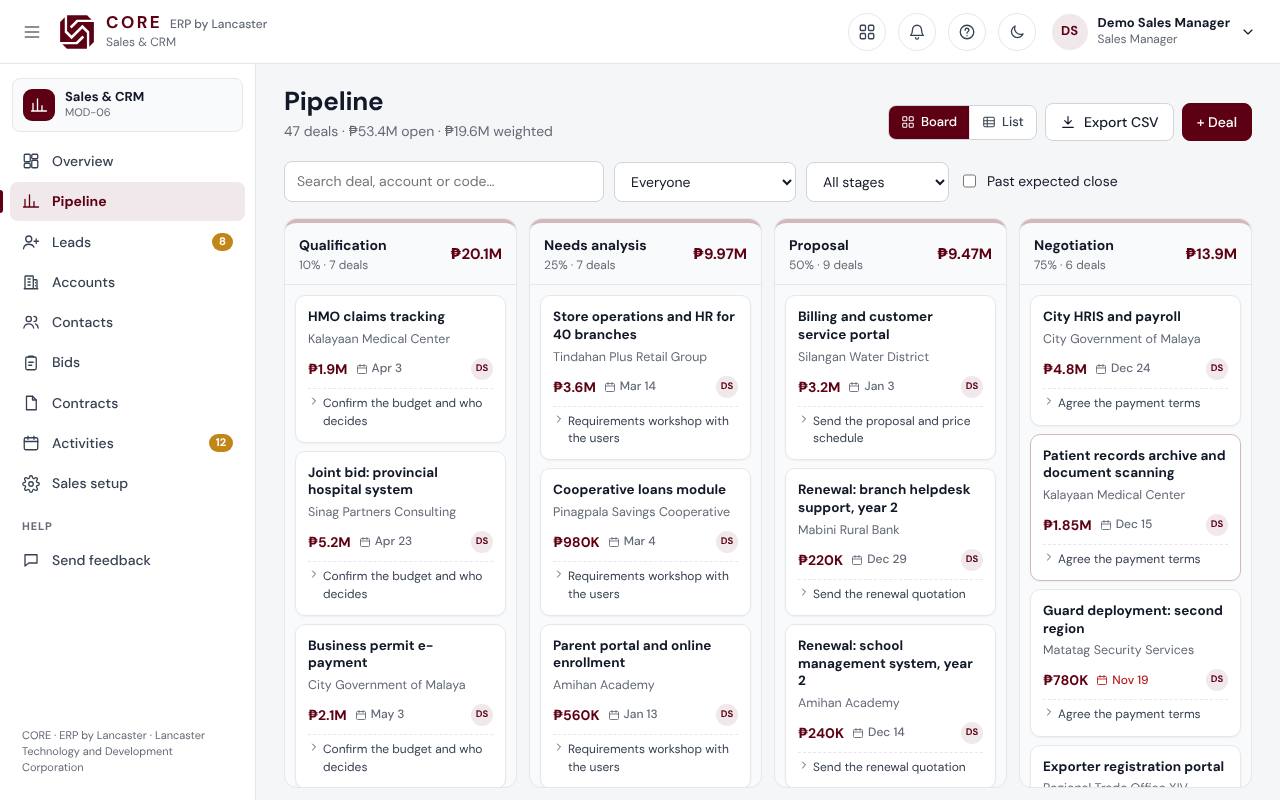 CORE ERP by Lancaster
Sales & CRM
DS
Demo Sales Manager
Sales Manager
Sales & CRM
MOD-06
Overview
Pipeline
Leads 8
Accounts
Contacts
Bids
Contracts
Activities 12
Sales setup
HELP
Send feedback
CORE · ERP by Lancaster · Lancaster
Technology and Development
Corporation
Pipeline
47 deals · ₱53.4M open · ₱19.6M weighted
Board
List
Export CSV
+ Deal
Search deal, account or code...
Everyone
All stages
Past expected close
Qualification
10% · 7 deals
₱20.1M
HMO claims tracking
Kalayaan Medical Center
₱1.9M Apr 3 DS
Confirm the budget and who
decides
Joint bid: provincial
hospital system
Sinag Partners Consulting
₱5.2M Apr 23 DS
Confirm the budget and who
decides
Business permit e-
payment
City Government of Malaya
₱2.1M May 3 DS
Confirm the budget and who
decides
Needs analysis
25% · 7 deals
₱9.97M
Store operations and HR for
40 branches
Tindahan Plus Retail Group
₱3.6M Mar 14 DS
Requirements workshop with
the users
Cooperative loans module
Pinagpala Savings Cooperative
₱980K Mar 4 DS
Requirements workshop with
the users
Parent portal and online
enrollment
Amihan Academy
₱560K Jan 13 DS
Requirements workshop with
the users
Proposal
50% · 9 deals
₱9.47M
Billing and customer
service portal
Silangan Water District
₱3.2M Jan 3 DS
Send the proposal and price
schedule
Renewal: branch helpdesk
support, year 2
Mabini Rural Bank
₱220K Dec 29 DS
Send the renewal quotation
Renewal: school
management system, year
2
Amihan Academy
₱240K Dec 14 DS
Send the renewal quotation
Negotiation
75% · 6 deals
₱13.9M
City HRIS and payroll
City Government of Malaya
₱4.8M Dec 24 DS
Agree the payment terms
Patient records archive and
document scanning
Kalayaan Medical Center
₱1.85M Dec 15 DS
Agree the payment terms
Guard deployment: second
region
Matatag Security Services
₱780K Nov 19 DS
Agree the payment terms
Exporter registration portal
Regional Trade Office XIV